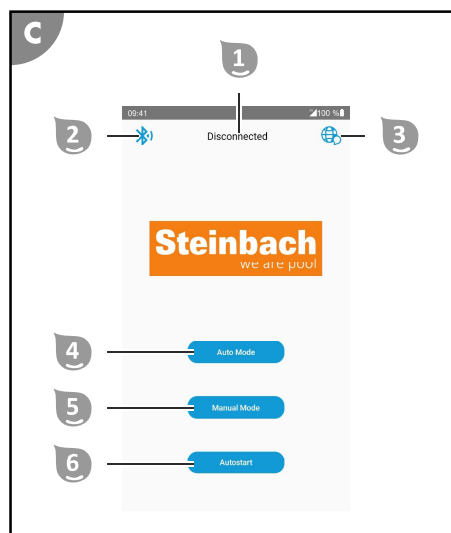 C
1
2
3
09:41
100 %
Disconnected
Steinbach
we are pool
4
Auto Mode
5
Manual Mode
6
Autostart